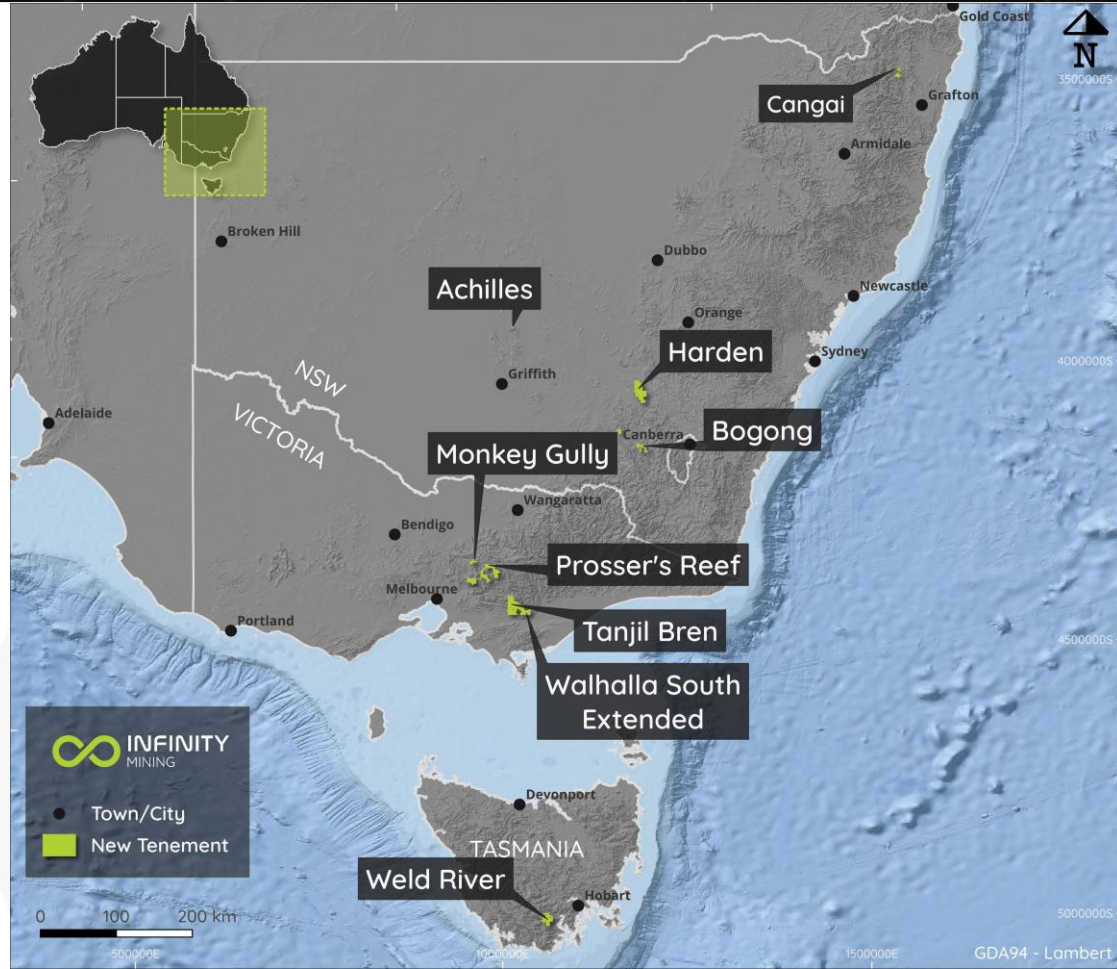 Gold Coast
N
3500000S
Cangai
Grafton
Armidale
Broken Hill
Dubbo
Achilles
Newcastle
Orange
Harden
Sydney
4000000S
NSW
Griffith
Adelaide
VICTORIA
Canberra
Bogong
Monkey Gully
Wangaratta
Bendigo
Prosser's Reef
Melbourne
Portland
Tanjil Bren
4500000S
Walhalla South
Extended
INFINITY
MINING
Town/City
New Tenement
Devonport
TASMANIA
Weld River
Hobart
0 100 200 km
5000000S
500000E
1000000E
1500000E
GDA94 - Lambert